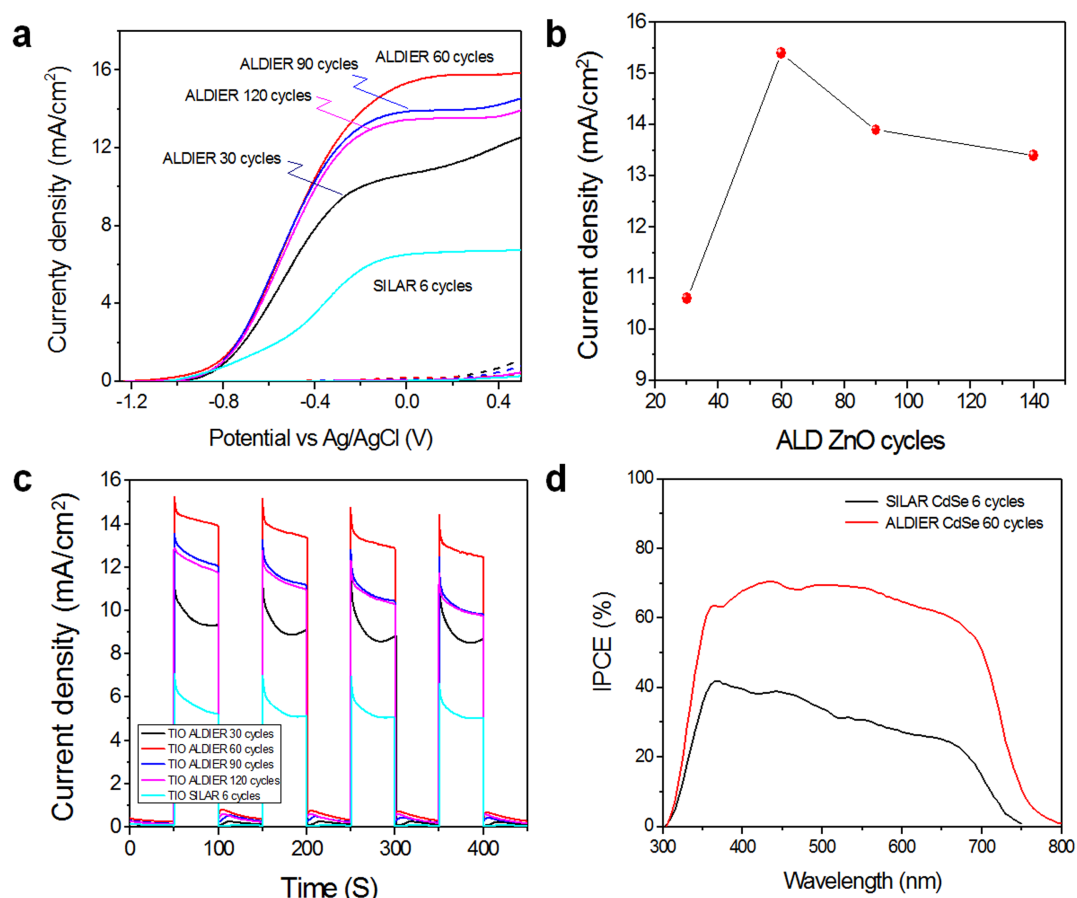 a
Currenty density (mA/cm²)
16
12
8
4
0
-1.2
-0.8
-0.4
0.0
0.4
Potential vs Ag/AgCl (V)
ALDIER 60 cycles
ALDIER 90 cycles
ALDIER 120 cycles
ALDIER 30 cycles
SILAR 6 cycles
b
Current density (mA/cm²)
16
15
14
13
12
11
10
9
20
40
60
80
100
120
140
ALD ZnO cycles
c
Current density (mA/cm²)
16
14
12
10
8
6
4
2
0
0
100
200
300
400
Time (S)
TIO ALDIER 30 cycles
TIO ALDIER 60 cycles
TIO ALDIER 90 cycles
TIO ALDIER 120 cycles
TIO SILAR 6 cycles
d
IPCE (%)
100
80
60
40
20
0
300
400
500
600
700
800
Wavelength (nm)
SILAR CdSe 6 cycles
ALDIER CdSe 60 cycles